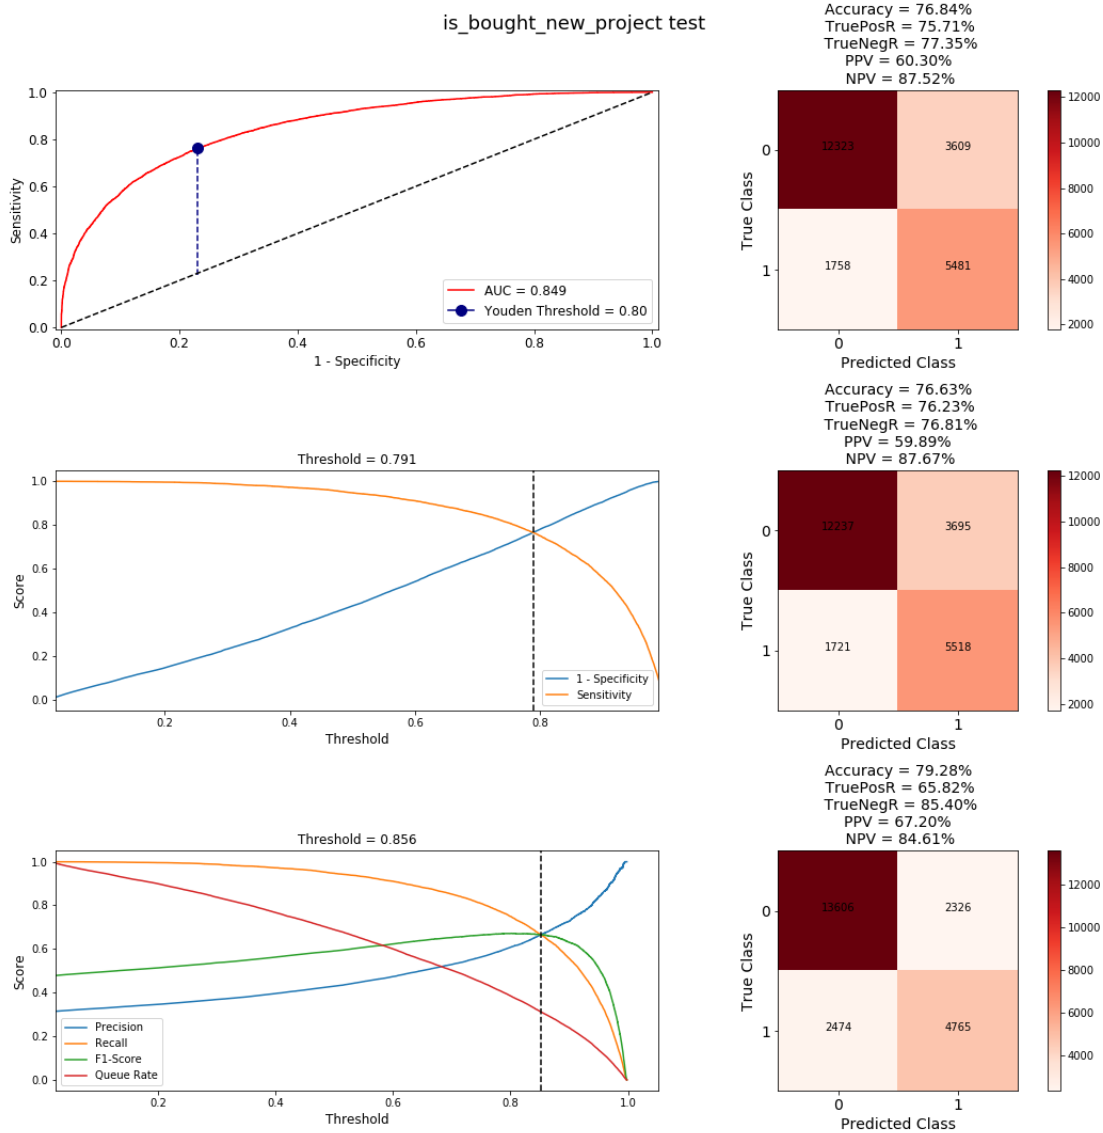 is_bought_new_project test
Accuracy = 76.84%
TruePosR = 75.71%
TrueNegR = 77.35%
PPV = 60.30%
NPV = 87.52%
1.0
0.8
0.6
0.4
0.2
0.0
Sensitivity
0.0 0.2 0.4 0.6 0.8 1.0
1 - Specificity
AUC = 0.849
Youden Threshold = 0.80
True Class
0
1
12323 3609
1758 5481
0 1
Predicted Class
12000
10000
8000
6000
4000
2000
Accuracy = 76.63%
TruePosR = 76.23%
TrueNegR = 76.81%
PPV = 59.89%
NPV = 87.67%
Threshold = 0.791
1.0
0.8
0.6
0.4
0.2
0.0
Score
0.2 0.4 0.6 0.8
Threshold
1 - Specificity
Sensitivity
True Class
0
1
12237 3695
1721 5518
0 1
Predicted Class
12000
10000
8000
6000
4000
2000
Accuracy = 79.28%
TruePosR = 65.82%
TrueNegR = 85.40%
PPV = 67.20%
NPV = 84.61%
Threshold = 0.856
1.0
0.8
0.6
0.4
0.2
0.0
Score
0.2 0.4 0.6 0.8 1.0
Threshold
Precision
Recall
F1-Score
Queue Rate
True Class
0
1
13606 2326
2474 4765
0 1
Predicted Class
12000
10000
8000
6000
4000